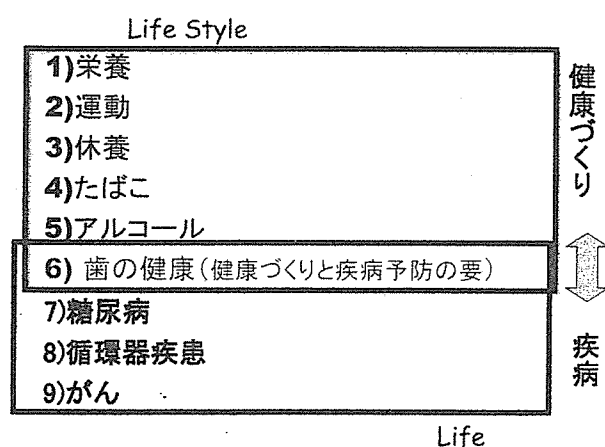 Life Style
1)栄養
2)運動
3)休養
4)たばこ
5)アルコール
6) 歯の健康(健康づくりと疾病予防の要)
7)糖尿病
8)循環器疾患
9)がん
健康づくり
疾病
Life